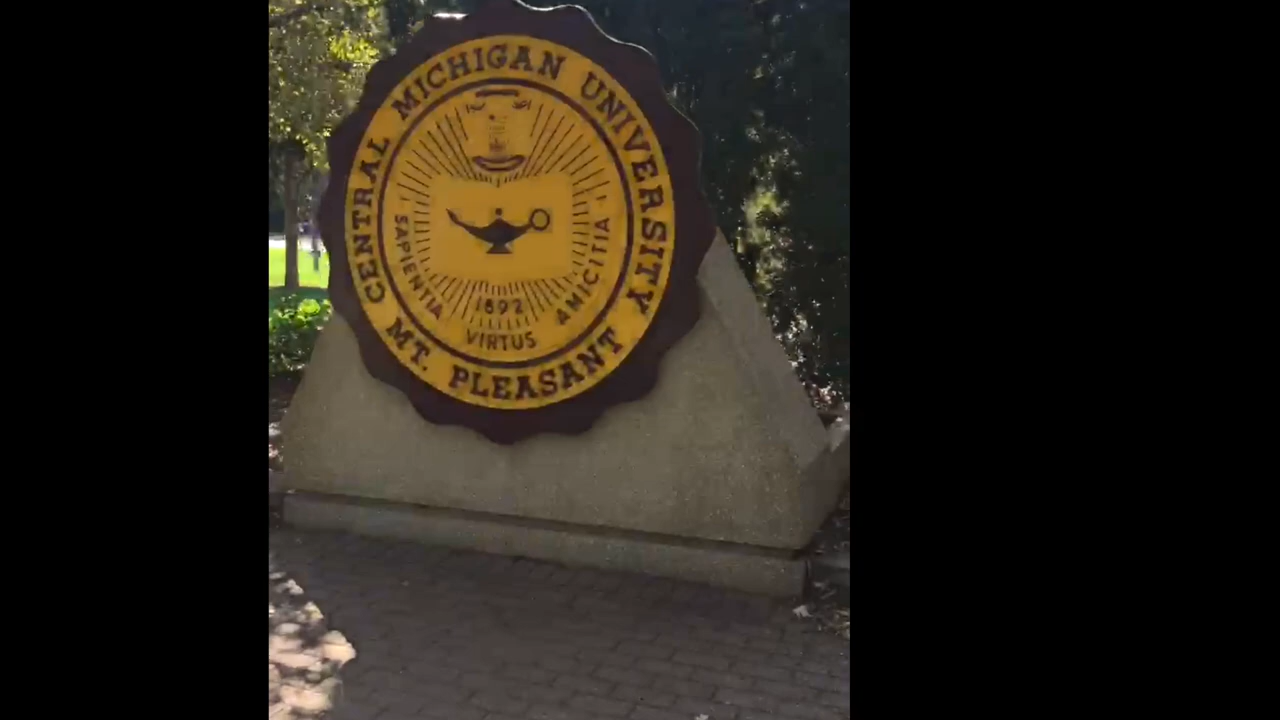 CENTRAL MICHIGAN UNIVERSITY
SAPIENTIA
1892
AMICITIA
VIRTUS
MT. PLEASANT